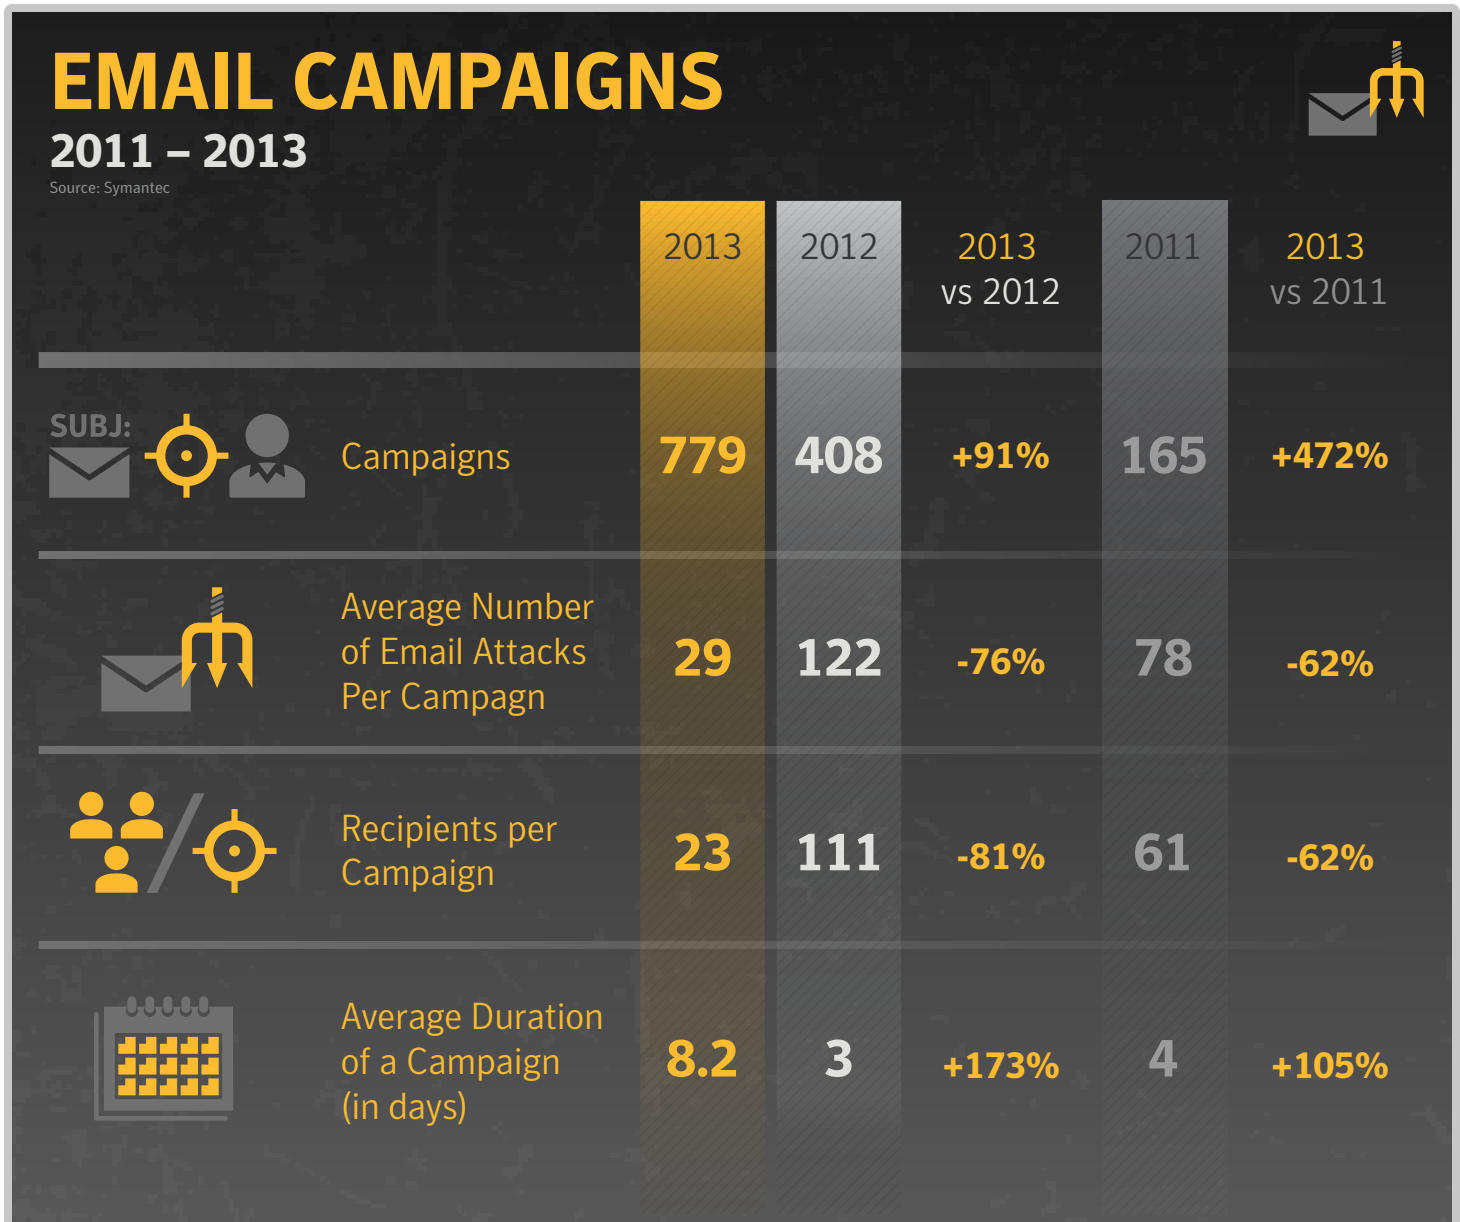 EMAIL CAMPAIGNS
2011 – 2013
Source: Symantec
2013
2012
2013
vs 2012
2011
2013
vs 2011
SUBJ:
Campaigns
779
408
+91%
165
+472%
Average Number
of Email Attacks
Per Campagn
29
122
-76%
78
-62%
Recipients per
Campaign
23
111
-81%
61
-62%
Average Duration
of a Campaign
(in days)
8.2
3
+173%
4
+105%